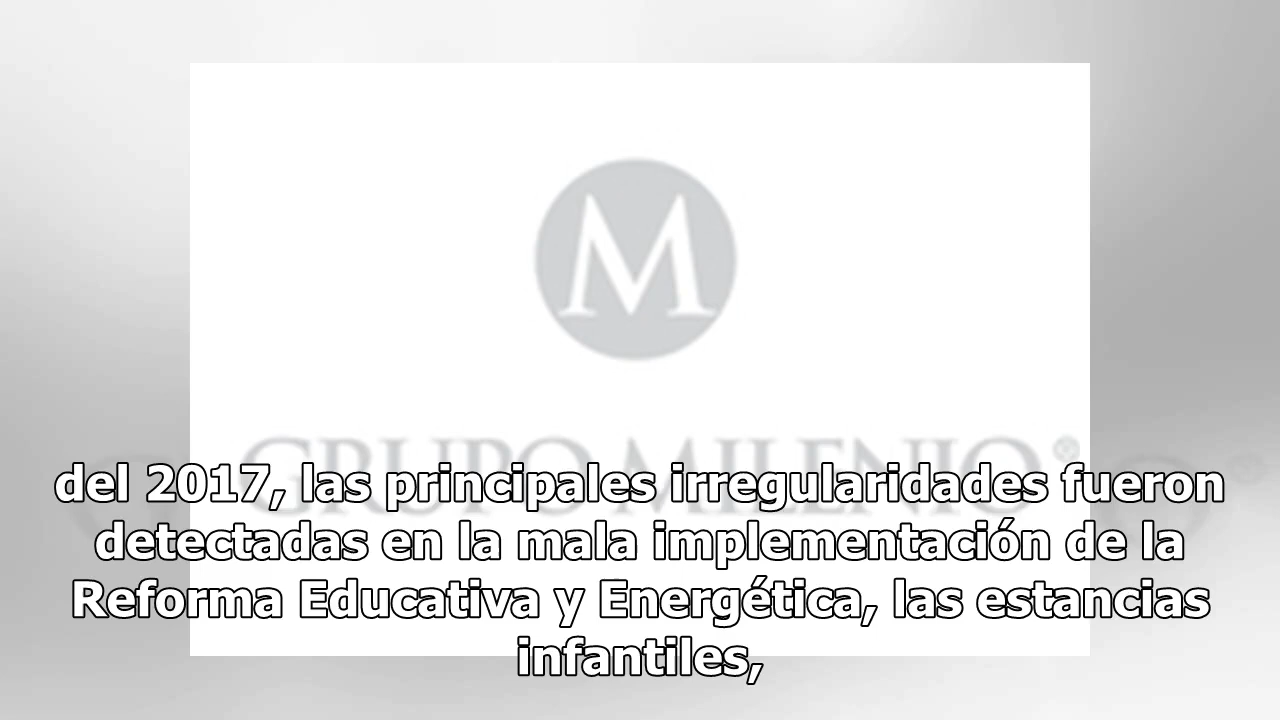 M
GRUPO MILENIO®
del 2017, las principales irregularidades fueron
detectadas en la mala implementación de la
Reforma Educativa y Energética, las estancias
infantiles,